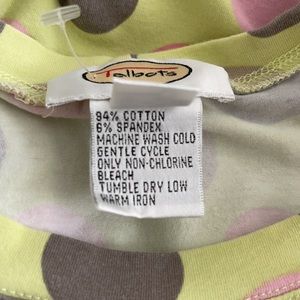 Talbots
94% COTTON
6% SPANDEX
MACHINE WASH COLD
GENTLE CYCLE
ONLY NON-CHLORINE
BLEACH
TUMBLE DRY LOW
WARM IRON